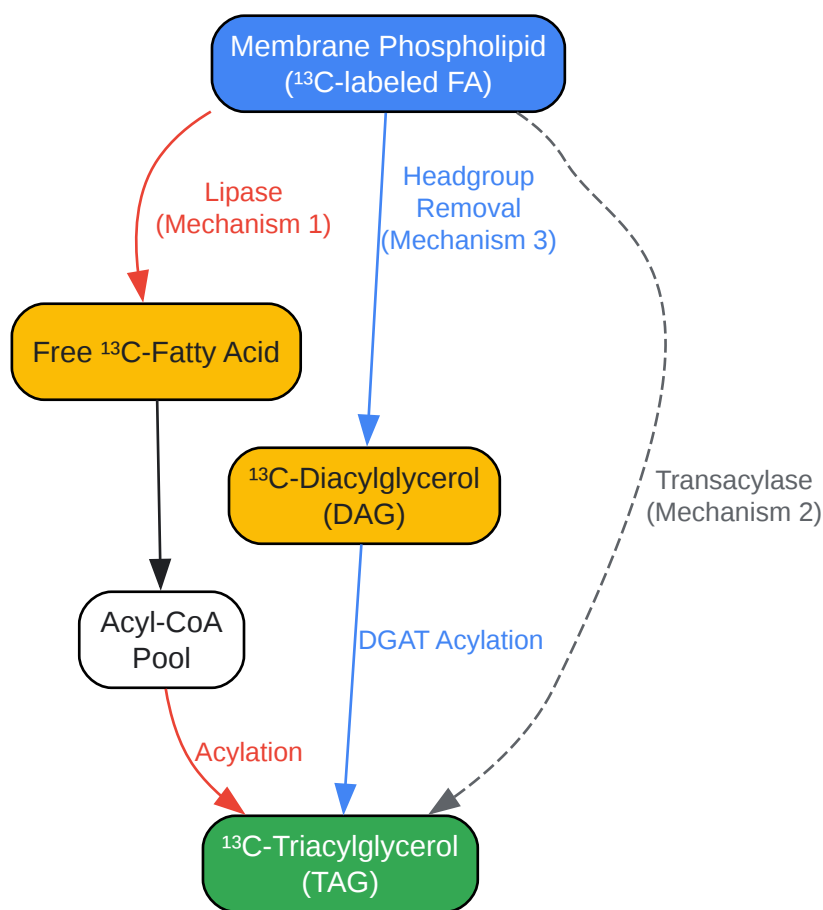 Membrane Phospholipid
(¹³C-labeled FA)
Lipase
(Mechanism 1)
Headgroup
Removal
(Mechanism 3)
Free ¹³C-Fatty Acid
¹³C-Diacylglycerol
(DAG)
Transacylase
(Mechanism 2)
Acyl-CoA
Pool
DGAT Acylation
Acylation
¹³C-Triacylglycerol
(TAG)